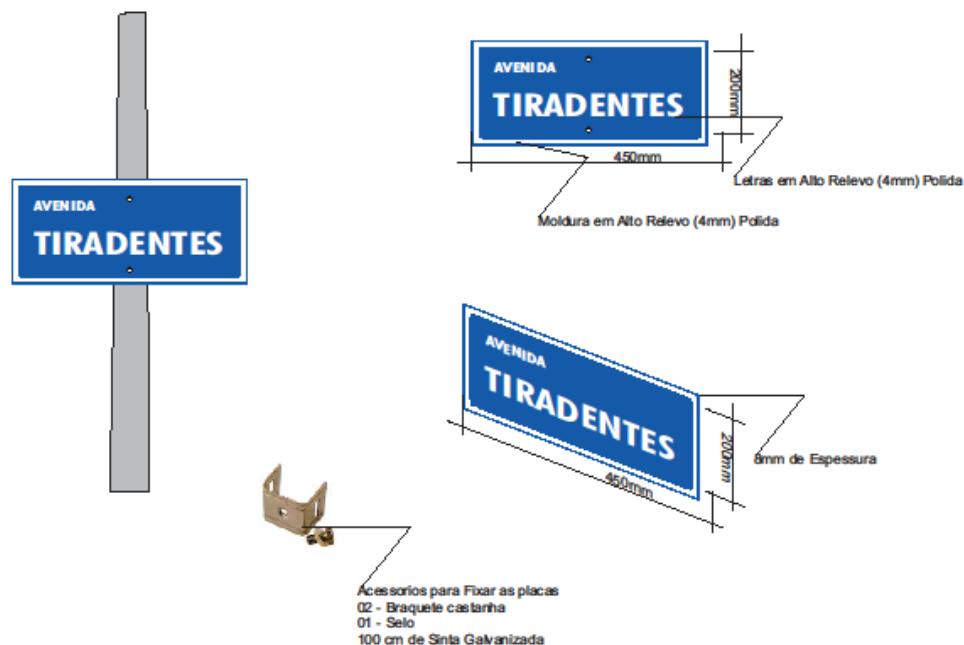 AVENIDA
TIRADENTES
200mm
450mm
Letras em Alto Relevo (4mm) Polida
Moldura em Alto Relevo (4mm) Polida
AVENIDA
TIRADENTES
AVENIDA
TIRADENTES
200mm
450mm
8mm de Espessura
Acessorios para Fixar as placas
02 - Braquete castanha
01 - Selo
100 cm de Sinta Galvanizada